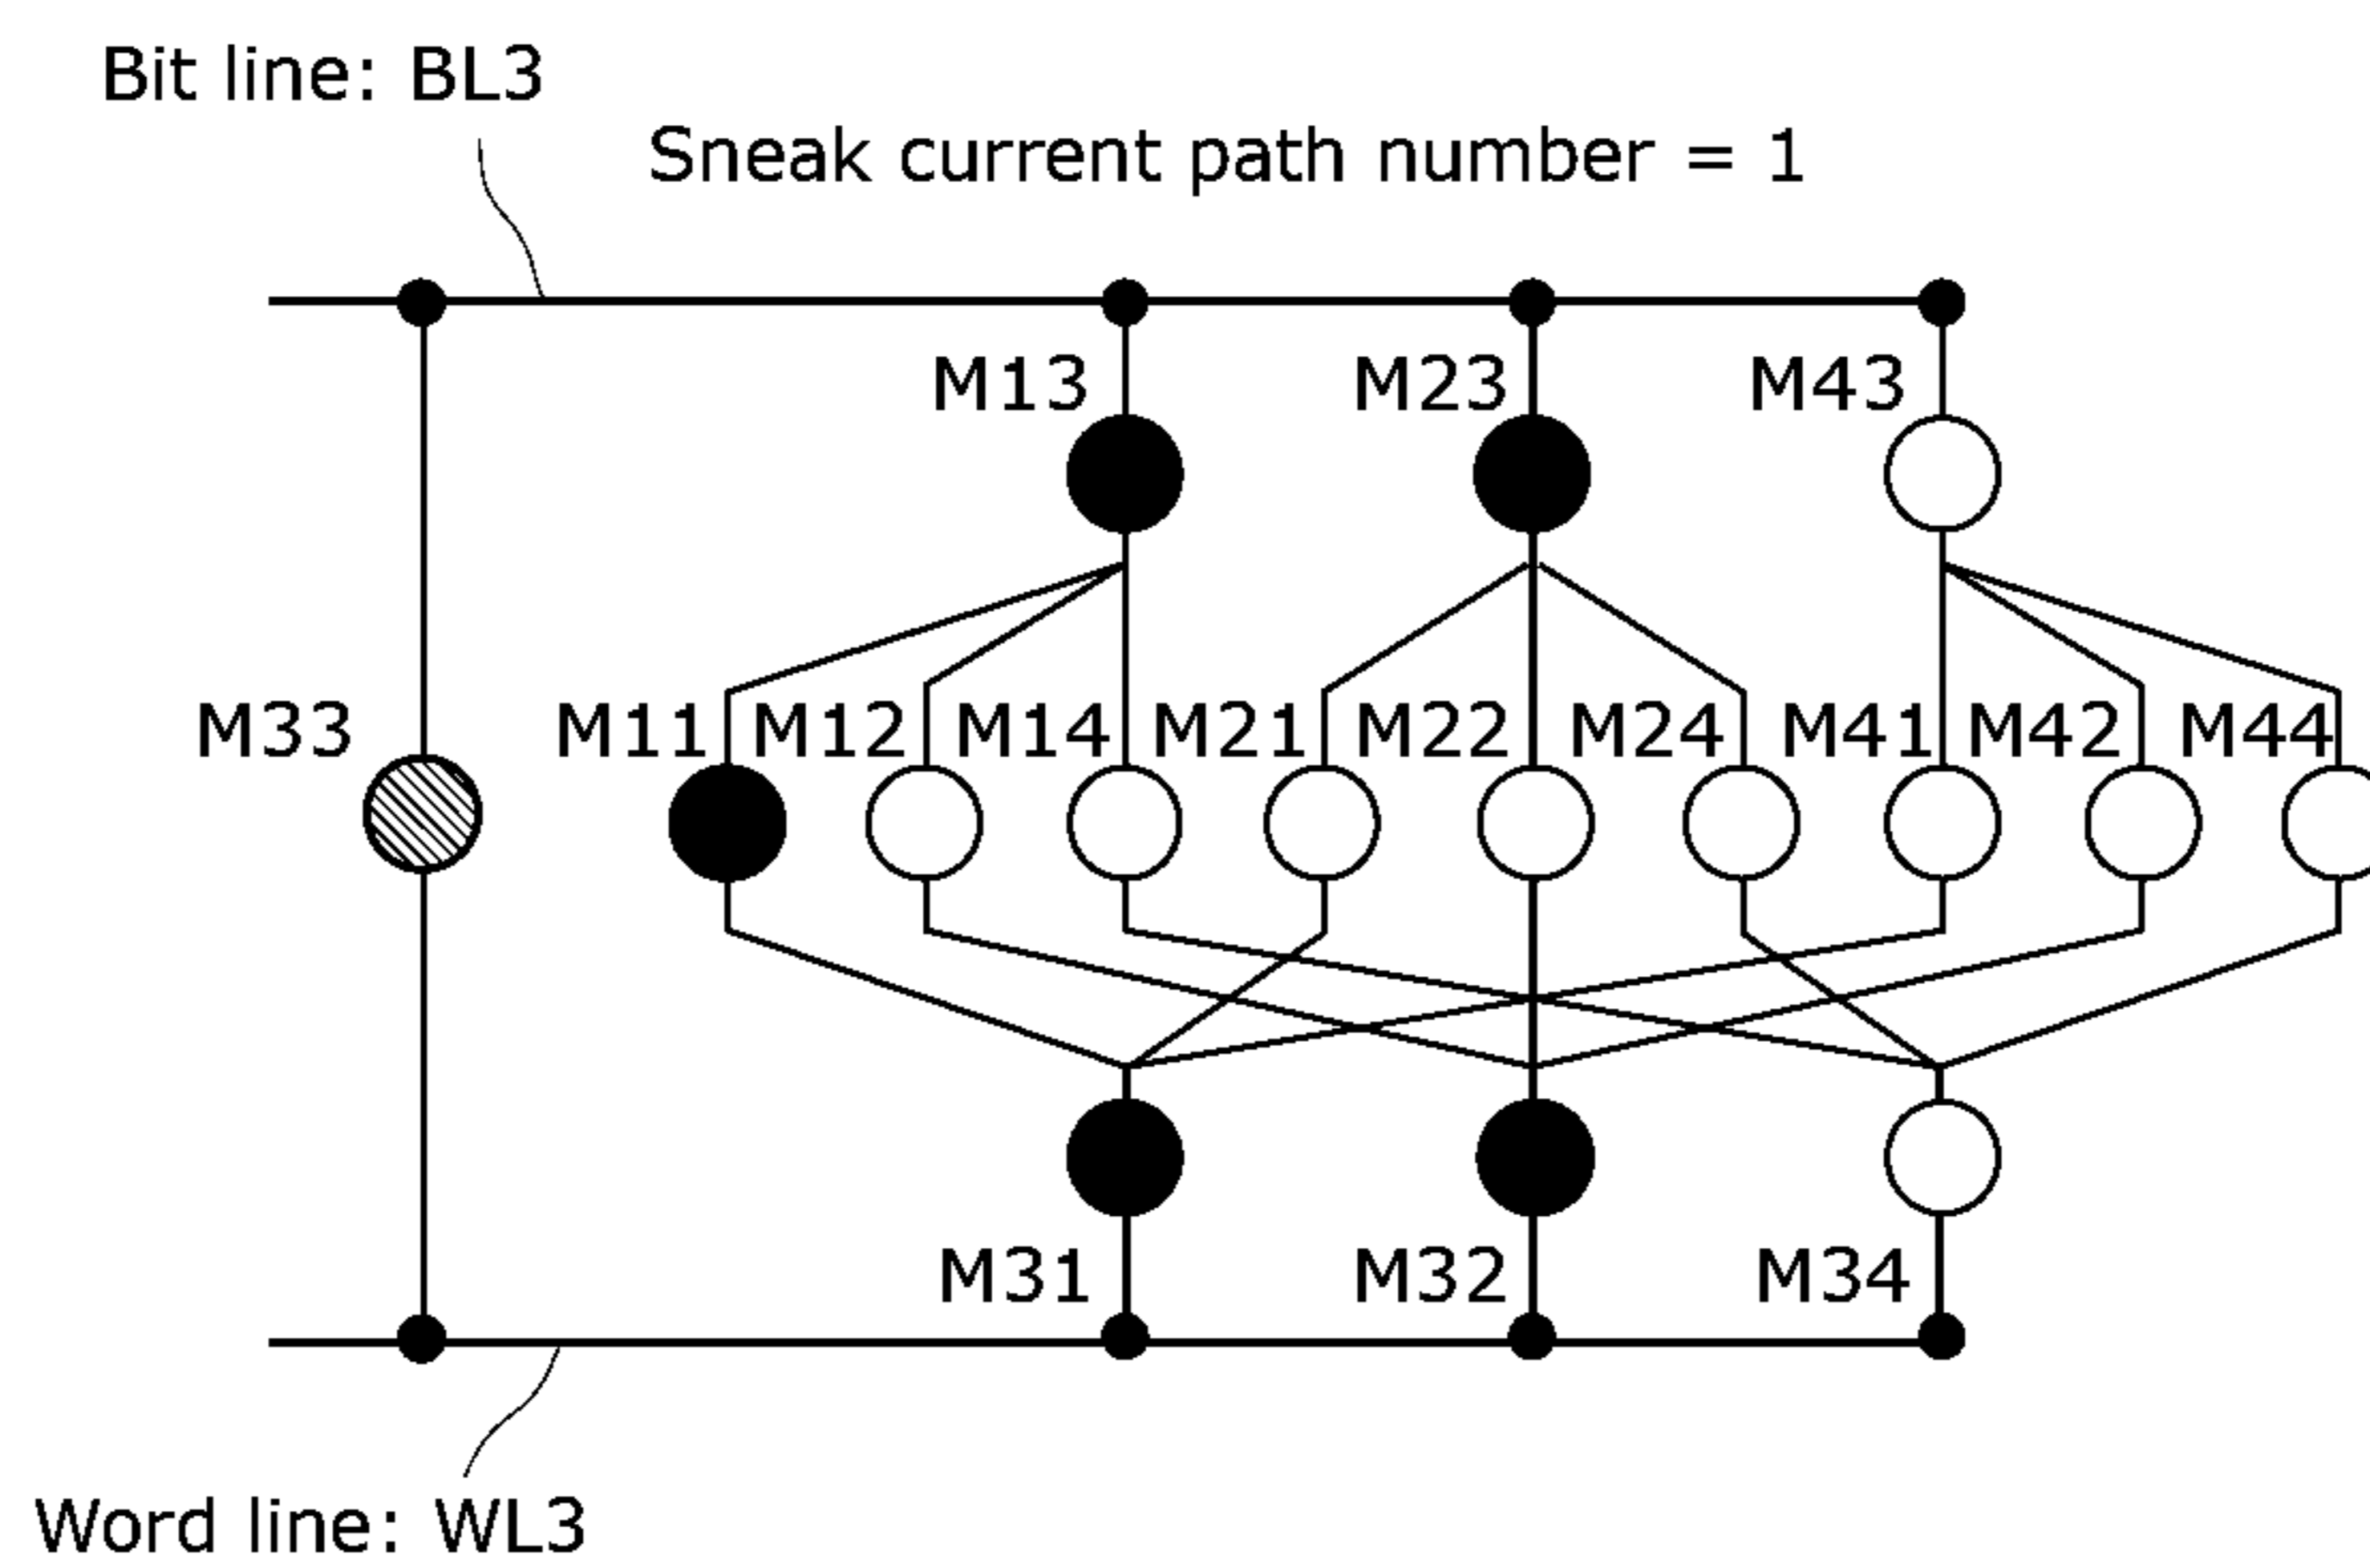 Bit line: BL3
Sneak current path number = 1
M13 M23 M43
M33 M11 M12 M14 M21 M22 M24 M41 M42 M44
M31 M32 M34
Word line: WL3